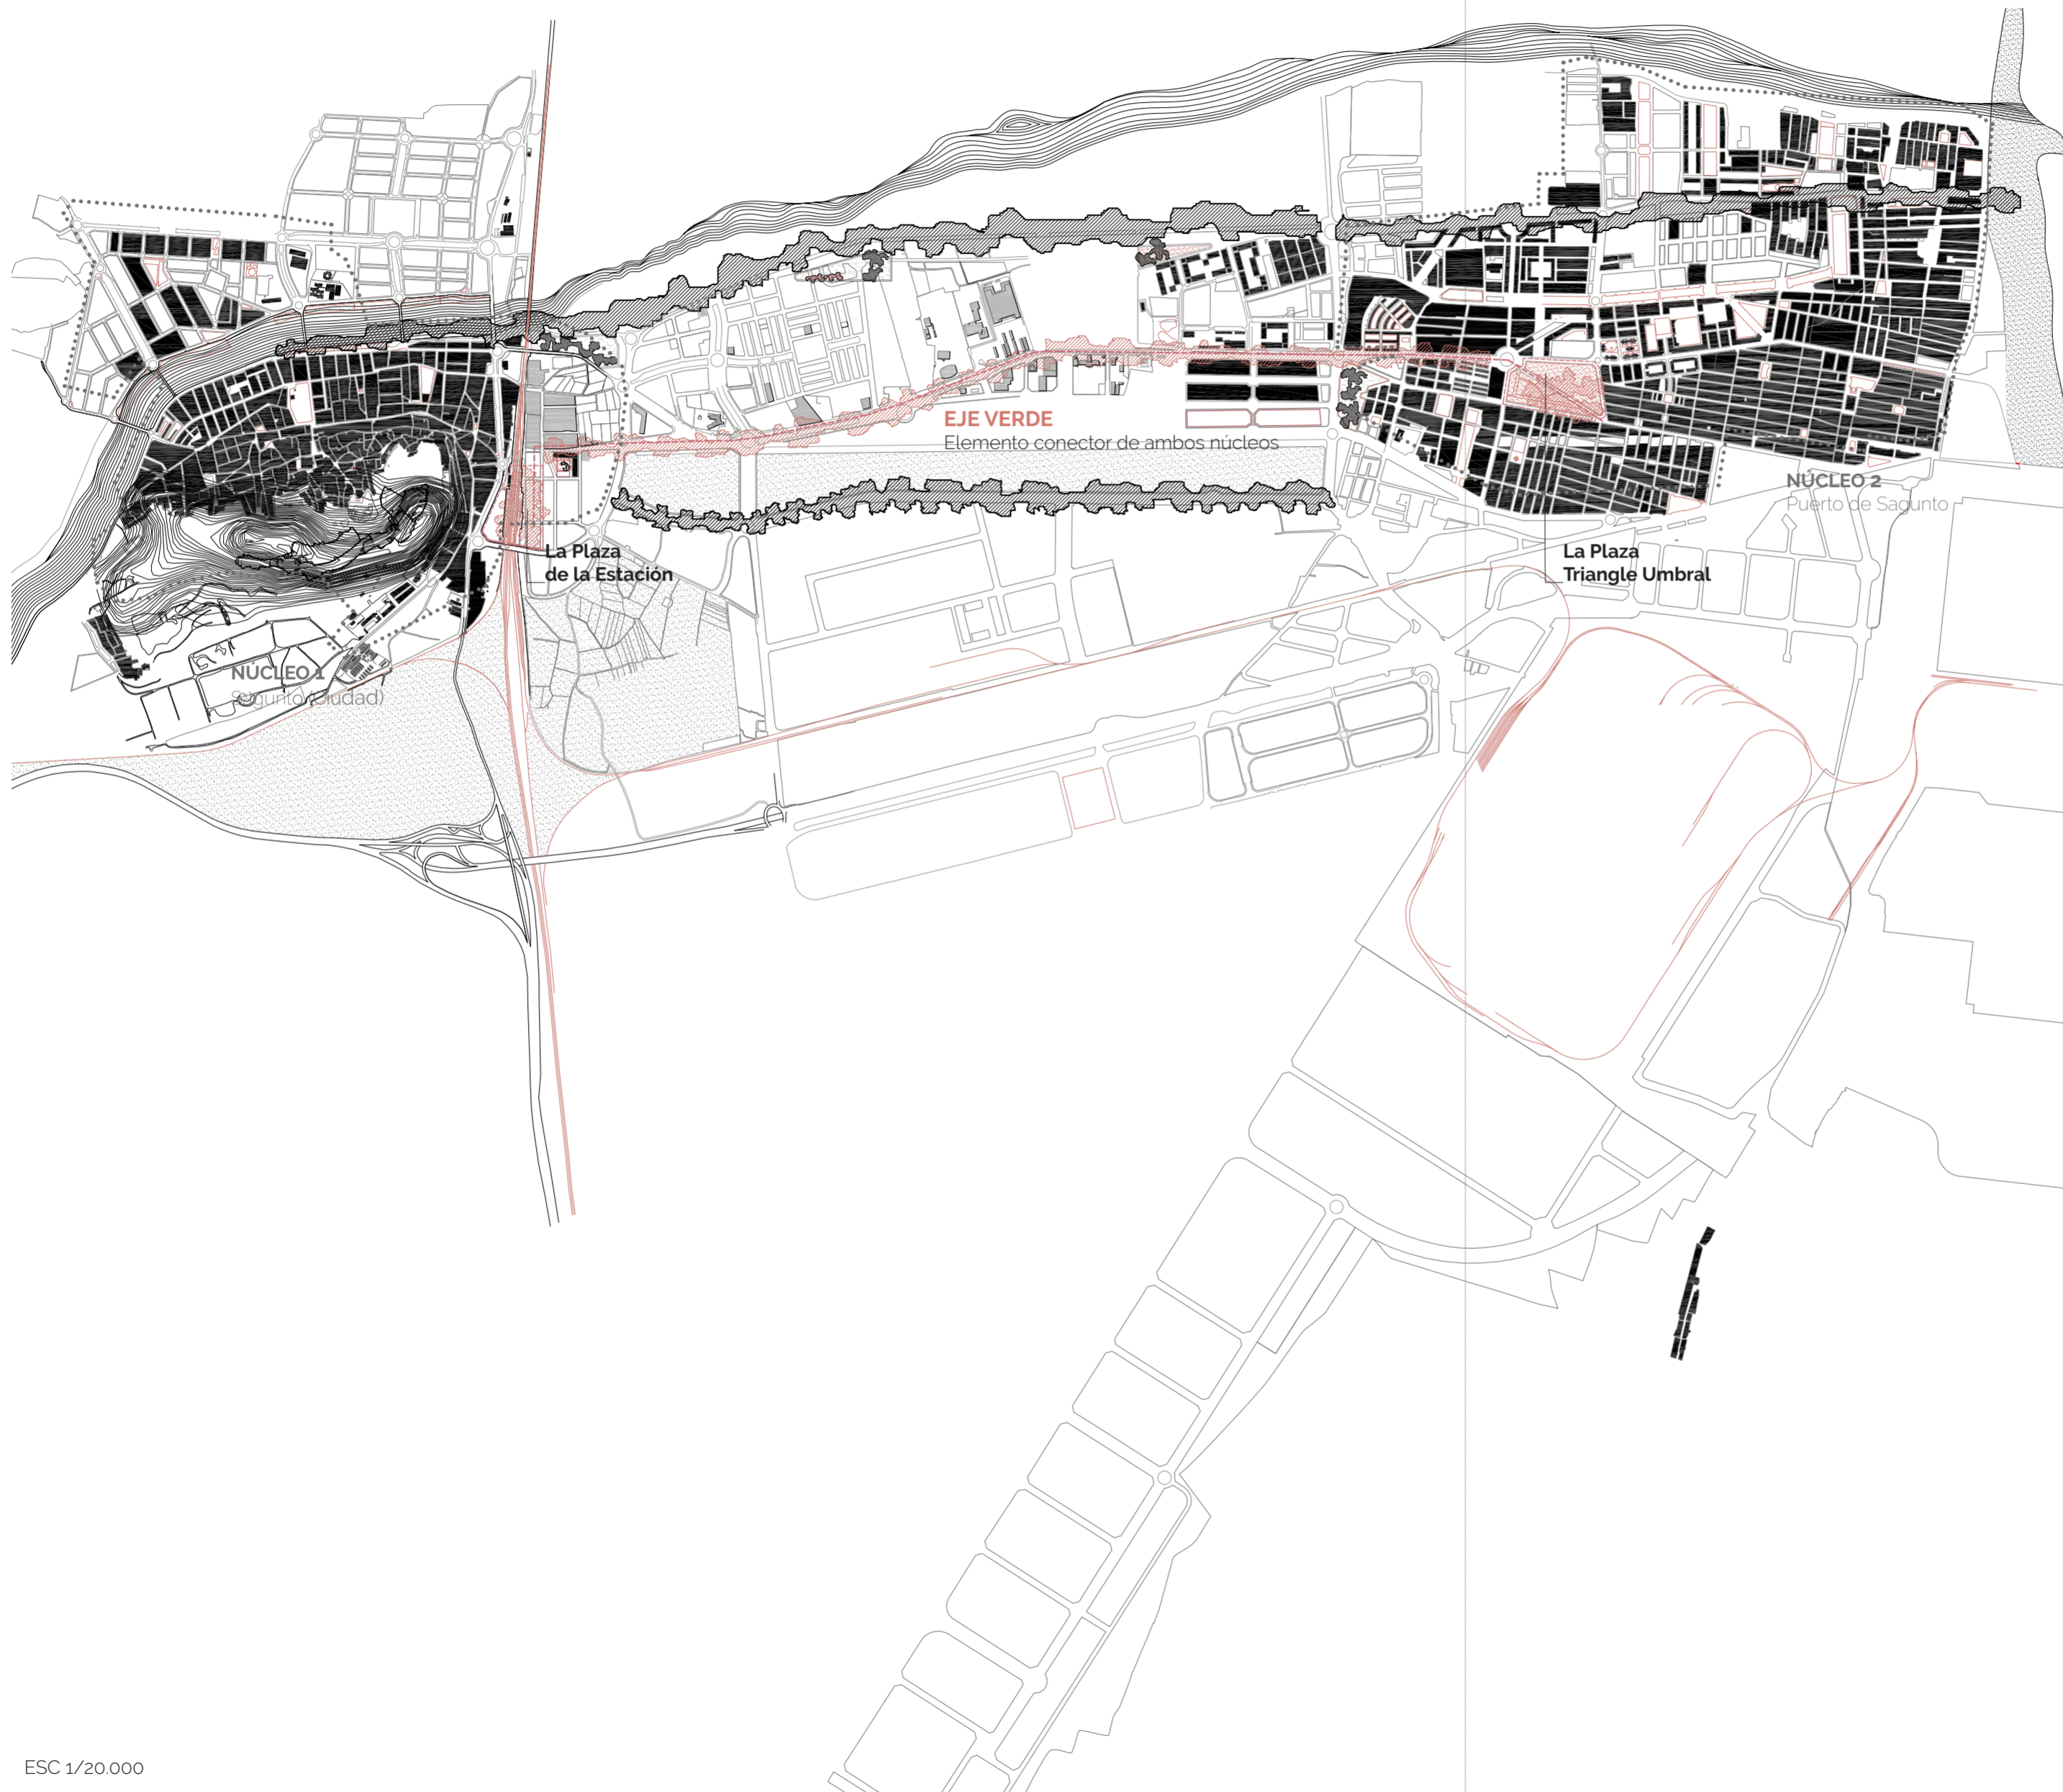 EJE VERDE
Elemento conector de ambos núcleos
NÚCLEO 2
Puerto de Sagunto
La Plaza
de la Estación
La Plaza
Triangle Umbral
NÚCLEO 1
Sagunto (Ciudad)
ESC 1/20.000